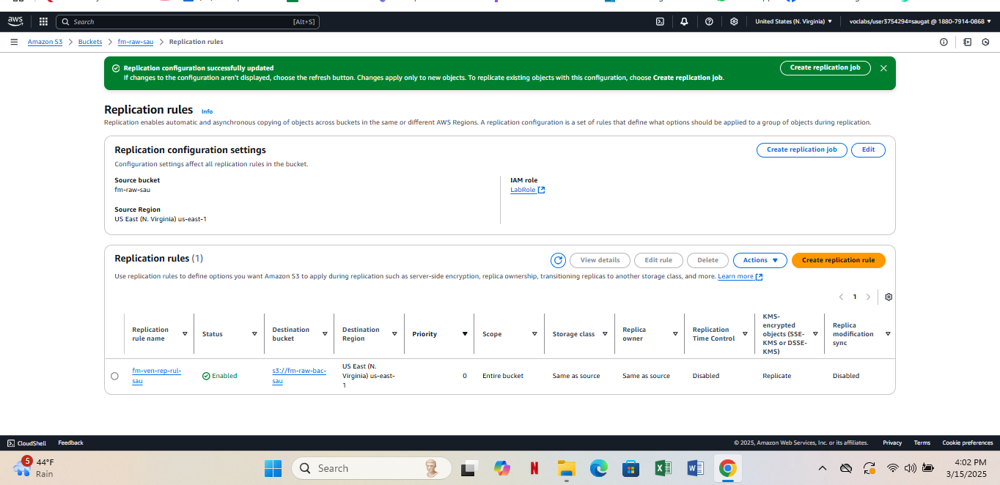 aws
Search
[Alt+S]
United States (N. Virginia) ▼
voclabs/user3754294=saugat @ 1880-7914-0868 ▼
Amazon S3 > Buckets > fm-raw-sau > Replication rules
Replication configuration successfully updated
If changes to the configuration aren't displayed, choose the refresh button. Changes apply only to new objects. To replicate existing objects with this configuration, choose Create replication job.
Create replication job
Replication rules Info
Replication enables automatic and asynchronous copying of objects across buckets in the same or different AWS Regions. A replication configuration is a set of rules that define what options should be applied to a group of objects during replication.
Replication configuration settings
Create replication job
Edit
Configuration settings affect all replication rules in the bucket.
Source bucket
fm-raw-sau
IAM role
LabRole
Source Region
US East (N. Virginia) us-east-1
Replication rules (1)
View details
Edit rule
Delete
Actions ▼
Create replication rule
Use replication rules to define options you want Amazon S3 to apply during replication such as server-side encryption, replica ownership, transitioning replicas to another storage class, and more. Learn more
< 1 >
Replication
rule name
Status
Destination
bucket
Destination
Region
Priority
Scope
Storage class
Replica
owner
Replication
Time Control
KMS-
encrypted
objects (SSE-
KMS or DSSE-
KMS)
Replica
modification
sync
fm-ven-rep-rul-
sau
Enabled
s3://fm-raw-bac-
sau
US East (N.
Virginia) us-east-
1
0
Entire bucket
Same as source
Same as source
Disabled
Replicate
Disabled
CloudShell
Feedback
© 2025, Amazon Web Services, Inc. or its affiliates.
Privacy
Terms
Cookie preferences
5
44°F
Rain
Search
4:02 PM
3/15/2025